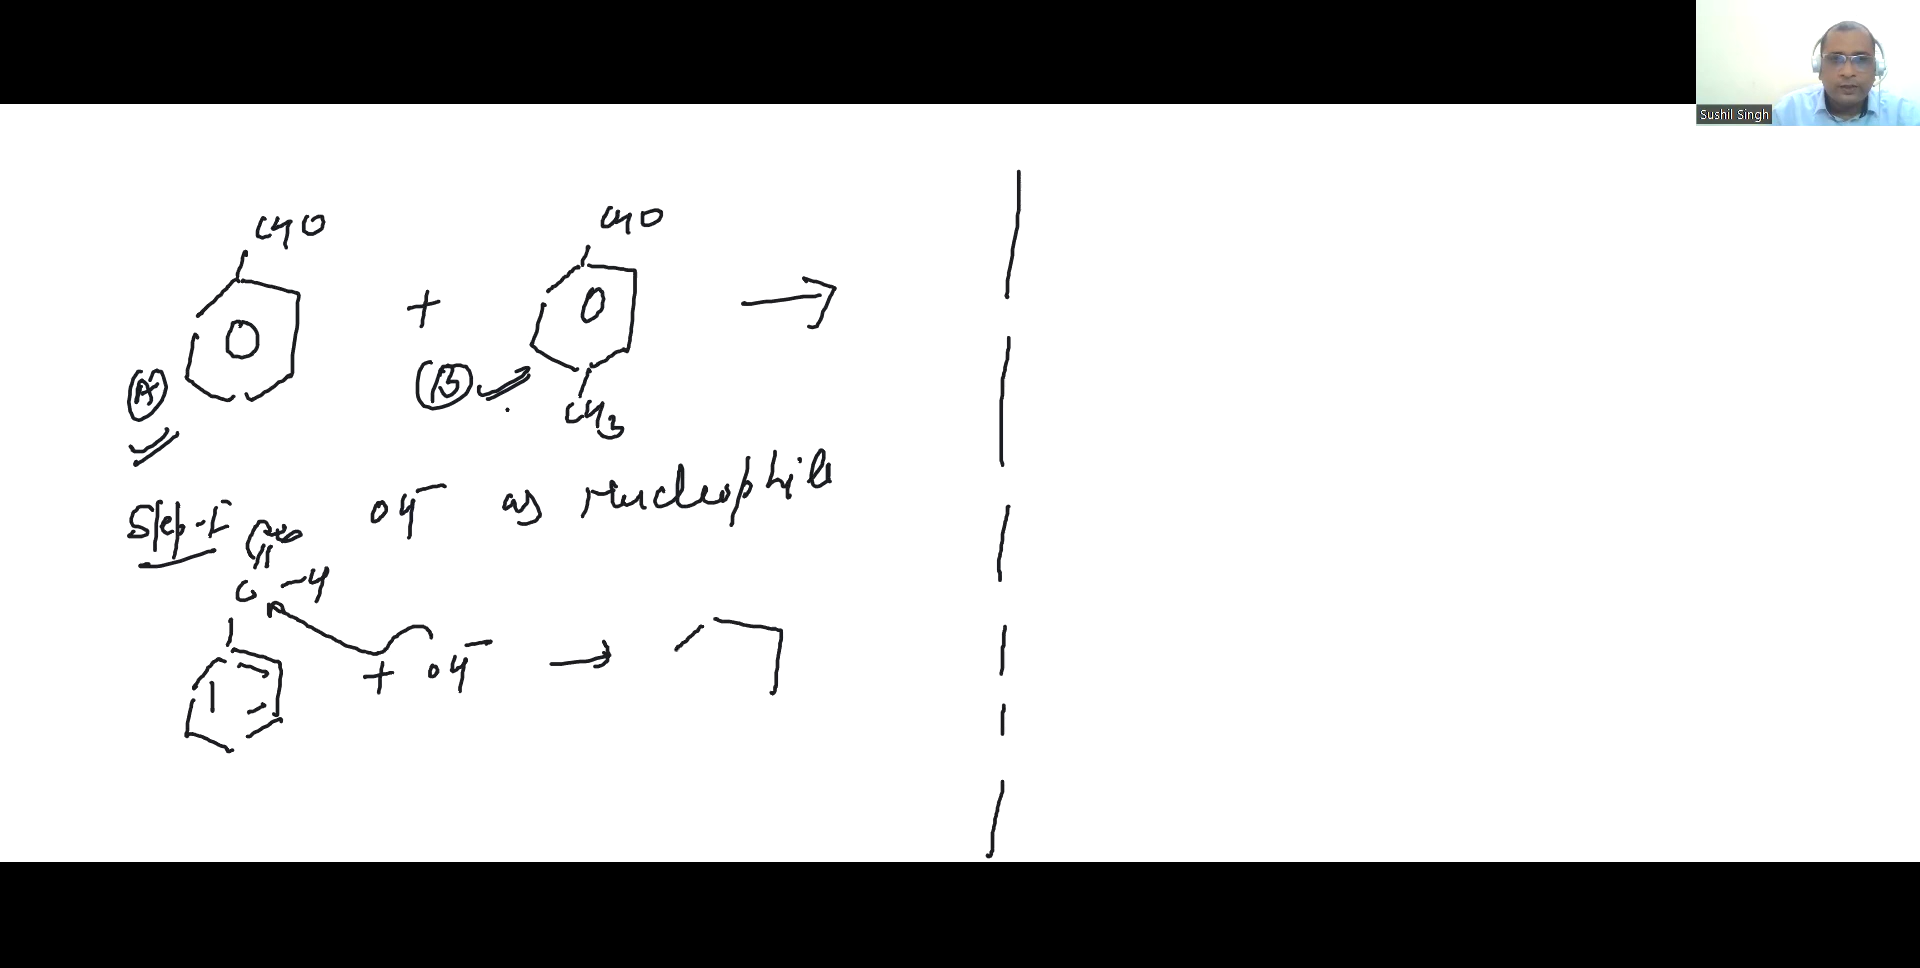 Sushil Singh
CHO
CHO
+
(A)
(B)
CH3
Step-I OH- as nucleophile
O
C-H
+ OH-